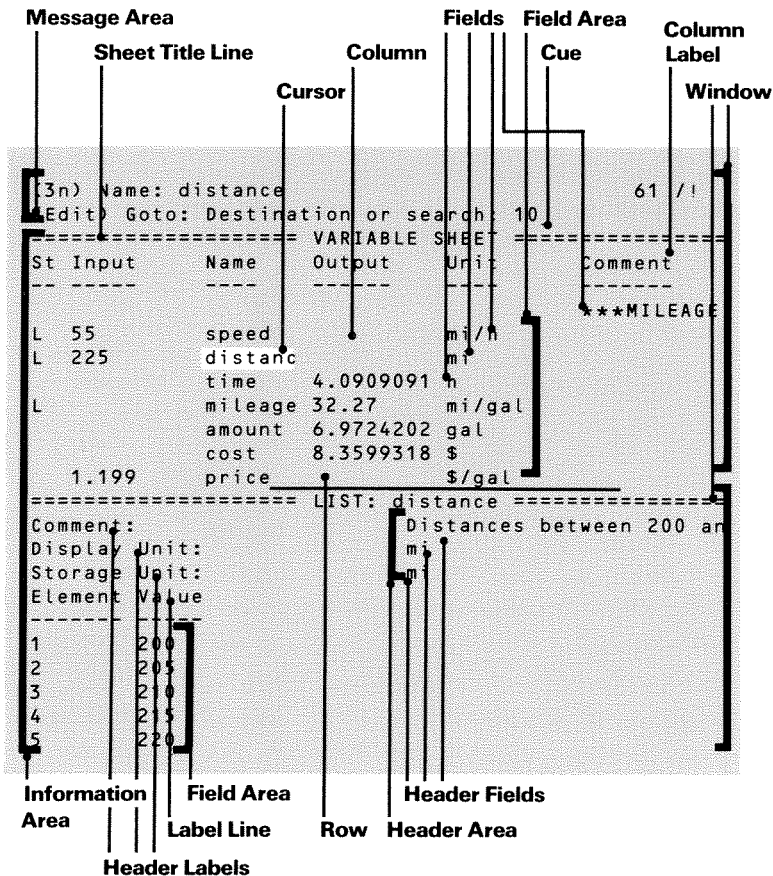 Message Area
Fields
Field Area
Column
Label
Sheet Title Line
Column
Cue
Cursor
Window
(3n) Name: distance 61 /!
(Edit) Goto: Destination or search: 10_
==================== VARIABLE SHEET ================
St Input Name Output Unit Comment
-- ----- ---- ------ ---- -------
***MILEAGE
L 55 speed mi/h
L 225 distanc mi
time 4.0909091 h
L mileage 32.27 mi/gal
amount 6.9724202 gal
cost 8.3599318 $
1.199 price $/gal
==================== LIST: distance ================
Comment: Distances between 200 an
Display Unit: mi
Storage Unit: mi
Element Value
------- -----
1 200
2 205
3 210
4 215
5 220
Information
Area
Field Area
Header Fields
Label Line
Row
Header Area
Header Labels